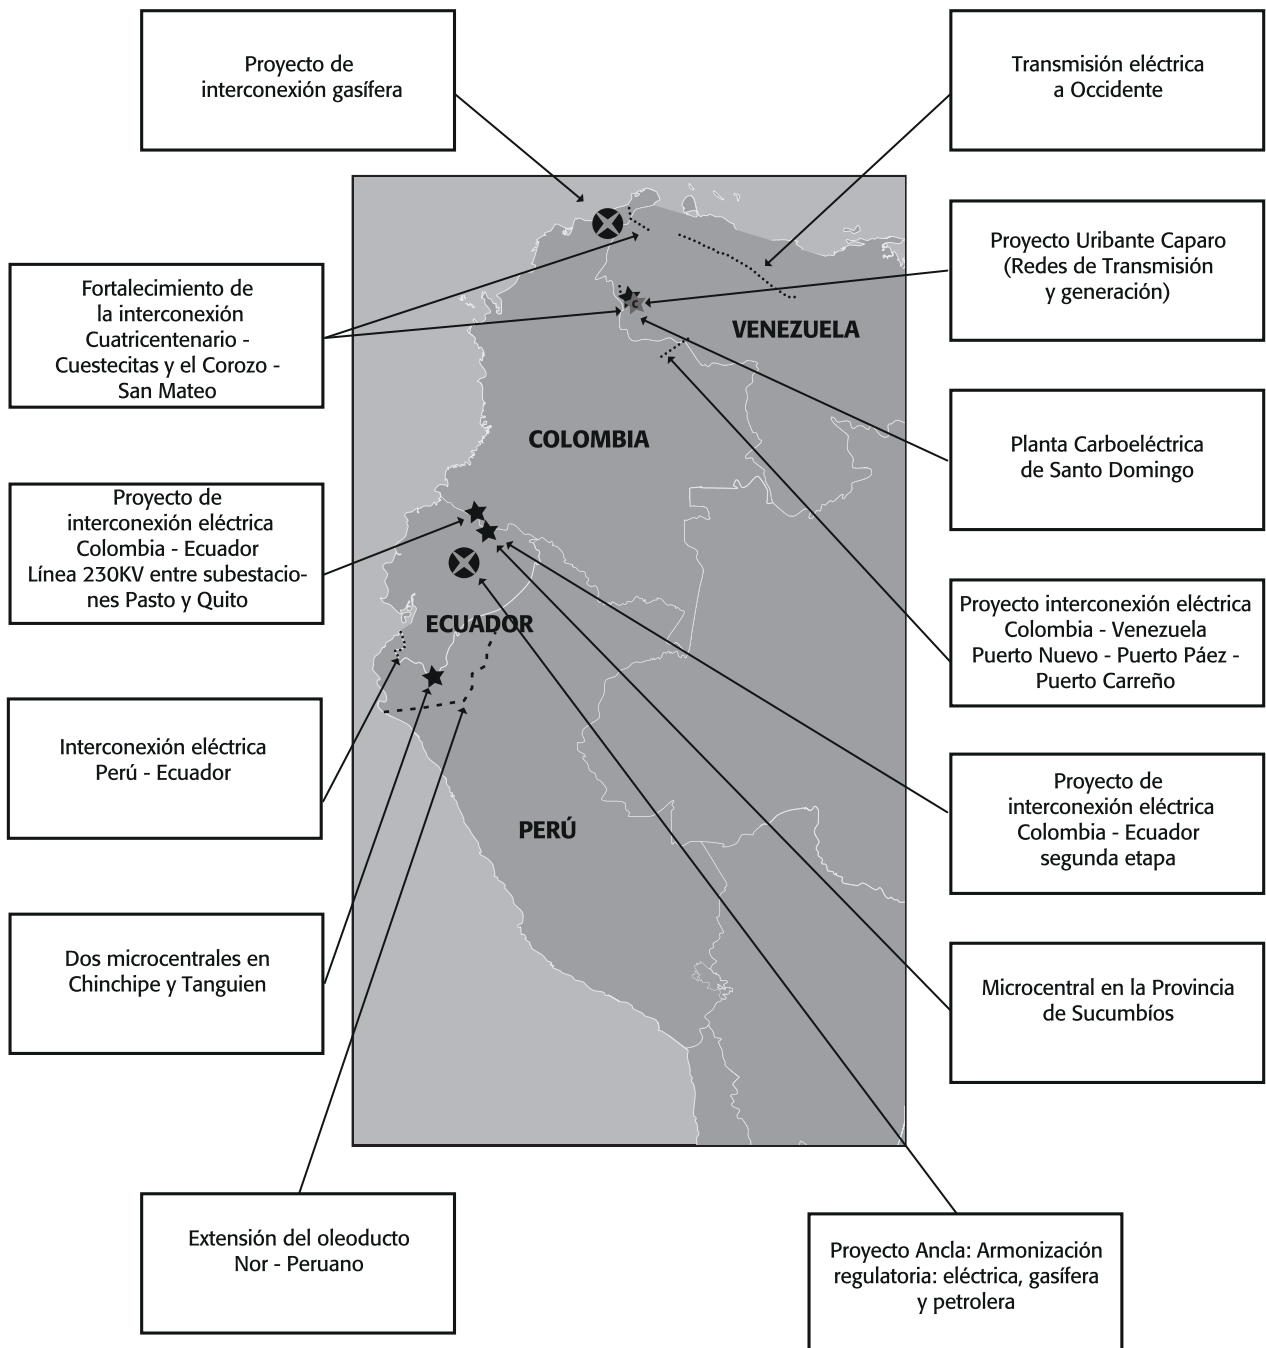 Proyecto de
interconexión gasífera
Transmisión eléctrica
a Occidente
Proyecto Uribante Caparo
(Redes de Transmisión
y generación)
Fortalecimiento de
la interconexión
Cuatricentenario -
Cuestecitas y el Corozo -
San Mateo
C
VENEZUELA
COLOMBIA
Planta Carboeléctrica
de Santo Domingo
Proyecto de
interconexión eléctrica
Colombia - Ecuador
Línea 230KV entre subestacio-
nes Pasto y Quito
Proyecto interconexión eléctrica
Colombia - Venezuela
Puerto Nuevo - Puerto Páez -
Puerto Carreño
ECUADOR
Interconexión eléctrica
Perú - Ecuador
PERÚ
Proyecto de
interconexión eléctrica
Colombia - Ecuador
segunda etapa
Dos microcentrales en
Chinchipe y Tanguien
Microcentral en la Provincia
de Sucumbíos
Extensión del oleoducto
Nor - Peruano
Proyecto Ancla: Armonización
regulatoria: eléctrica, gasífera
y petrolera